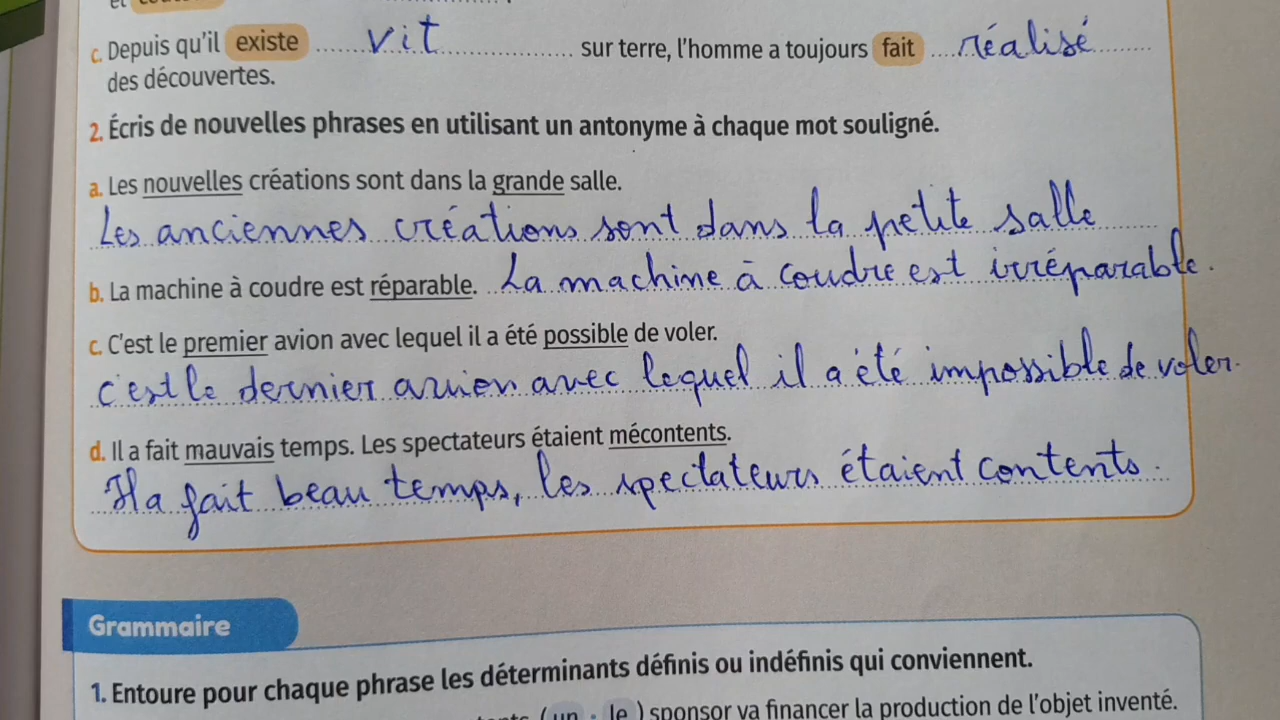 et
c. Depuis qu'il existe ...... vit ...... sur terre, l'homme a toujours fait .... réalisé ......
des découvertes.
2. Écris de nouvelles phrases en utilisant un antonyme à chaque mot souligné.
a. Les nouvelles créations sont dans la grande salle.
Les anciennes créations sont dans la petite salle
b. La machine à coudre est réparable. La machine à coudre est irréparable.
c. C'est le premier avion avec lequel il a été possible de voler.
c'est le dernier avion avec lequel il a été impossible de voler.
d. Il a fait mauvais temps. Les spectateurs étaient mécontents.
Il a fait beau temps, les spectateurs étaient contents.
Grammaire
1. Entoure pour chaque phrase les déterminants définis ou indéfinis qui conviennent.
(un · le) sponsor va financer la production de l'objet inventé.